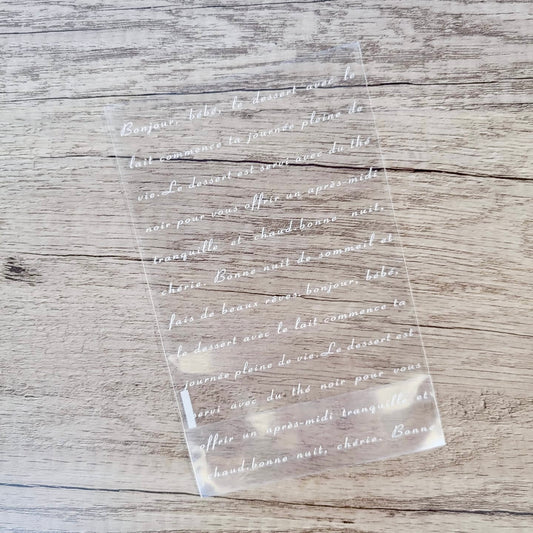 Bonjour, bébé, le dessert avec le
lait commence ta journée pleine de
vie.Le dessert est servi avec du thé
noir pour vous offrir un après-midi
tranquille et chaud.bonne nuit,
chérie. Bonne nuit de sommeil et
fais de beaux rêves.bonjour, bébé,
le dessert avec le lait commence ta
journée pleine de vie.Le dessert est
servi avec du thé noir pour vous
offrir un après-midi tranquille et
chaud.bonne nuit, chérie. Bonne